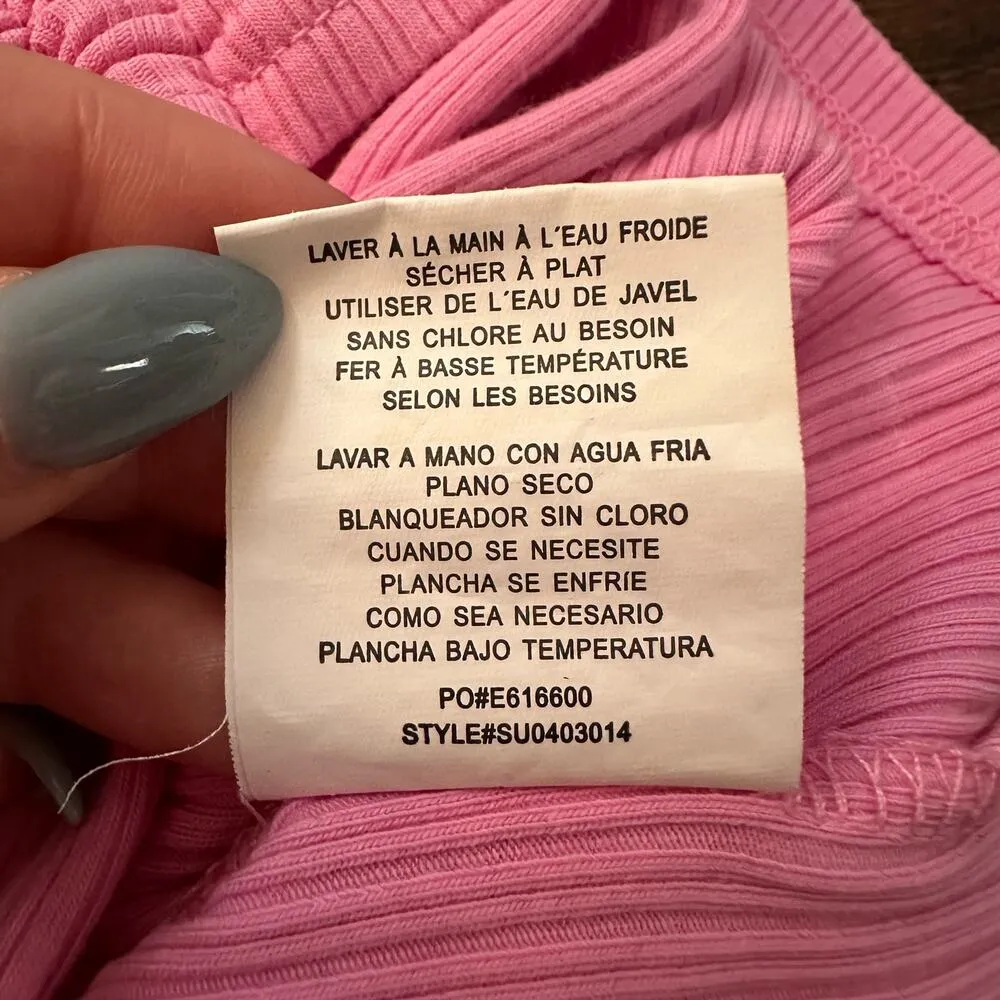 LAVER À LA MAIN À L´EAU FROIDE
SÉCHER À PLAT
UTILISER DE L´EAU DE JAVEL
SANS CHLORE AU BESOIN
FER À BASSE TEMPÉRATURE
SELON LES BESOINS
LAVAR A MANO CON AGUA FRIA
PLANO SECO
BLANQUEADOR SIN CLORO
CUANDO SE NECESITE
PLANCHA SE ENFRíE
COMO SEA NECESARIO
PLANCHA BAJO TEMPERATURA
PO#E616600
STYLE#SU0403014